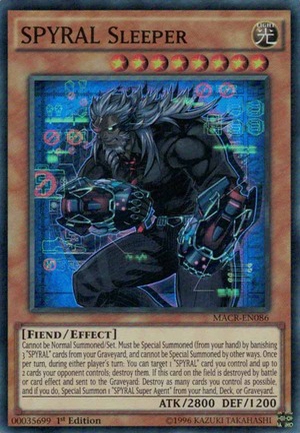 SPYRAL SLEEPER
LIGHT
光
MACR-EN086
[FIEND/EFFECT]
Cannot be Normal Summoned/Set. Must be Special Summoned (from your hand) by banishing
3 "SPYRAL" cards from your Graveyard, and cannot be Special Summoned by other ways. Once
per turn, during either player's turn: You can target 1 "SPYRAL" card you control and up to
2 cards your opponent controls; destroy them. If this card on the field is destroyed by battle
or card effect and sent to the Graveyard: Destroy as many cards you control as possible,
and if you do, Special Summon 1 "SPYRAL Super Agent" from your hand, Deck, or Graveyard.
ATK/2800 DEF/1200
00035699 1st Edition ©1996 KAZUKI TAKAHASHI